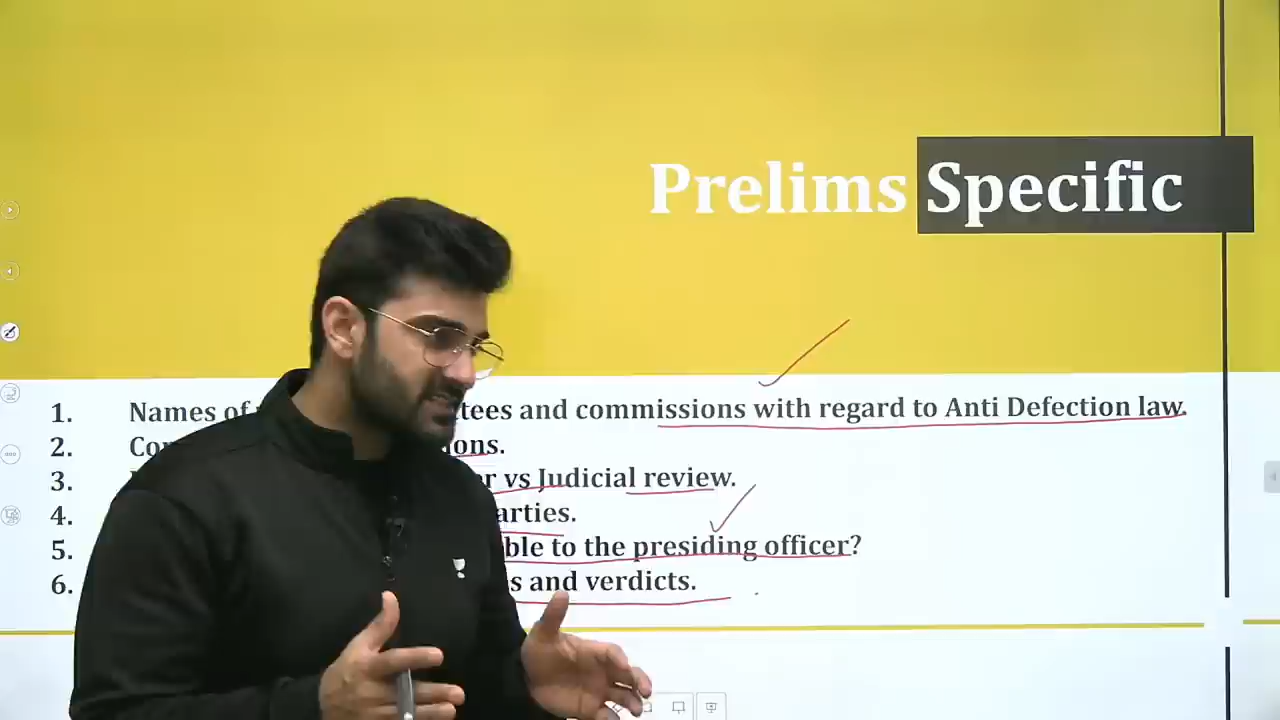 Prelims Specific
1. Names of tees and commissions with regard to Anti Defection law.
2. ons.
3. vs Judicial review.
4. arties.
5. ble to the presiding officer?
6. s and verdicts.